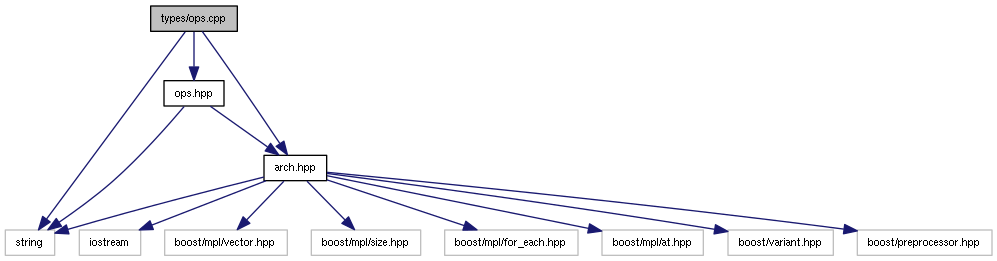 types/ops.cpp
ops.hpp
arch.hpp
string
iostream
boost/mpl/vector.hpp
boost/mpl/size.hpp
boost/mpl/for_each.hpp
boost/mpl/at.hpp
boost/variant.hpp
boost/preprocessor.hpp